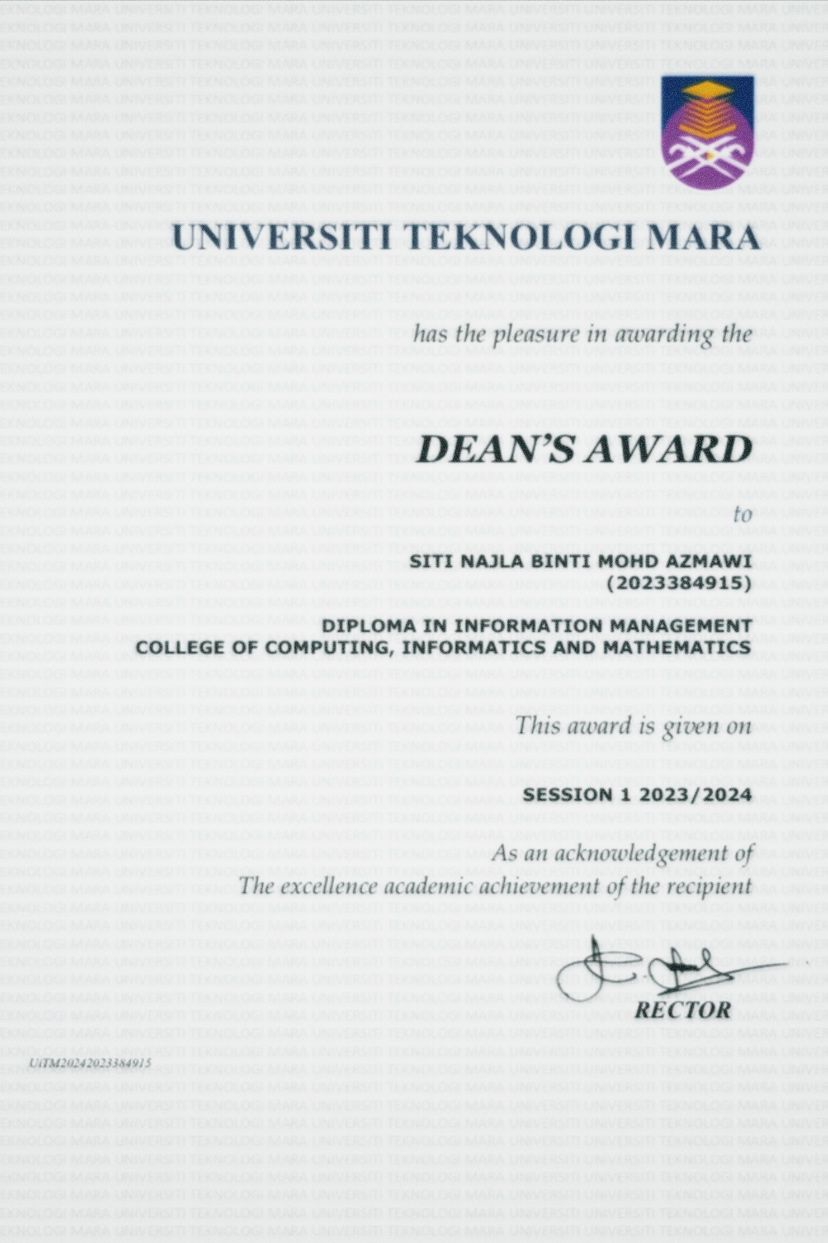 UNIVERSITI TEKNOLOGI MARA
has the pleasure in awarding the
DEAN'S AWARD
to
SITI NAJLA BINTI MOHD AZMAWI
(2023384915)
DIPLOMA IN INFORMATION MANAGEMENT
COLLEGE OF COMPUTING, INFORMATICS AND MATHEMATICS
This award is given on
SESSION 1 2023/2024
As an acknowledgement of
The excellence academic achievement of the recipient
RECTOR
UiTM20242023384915